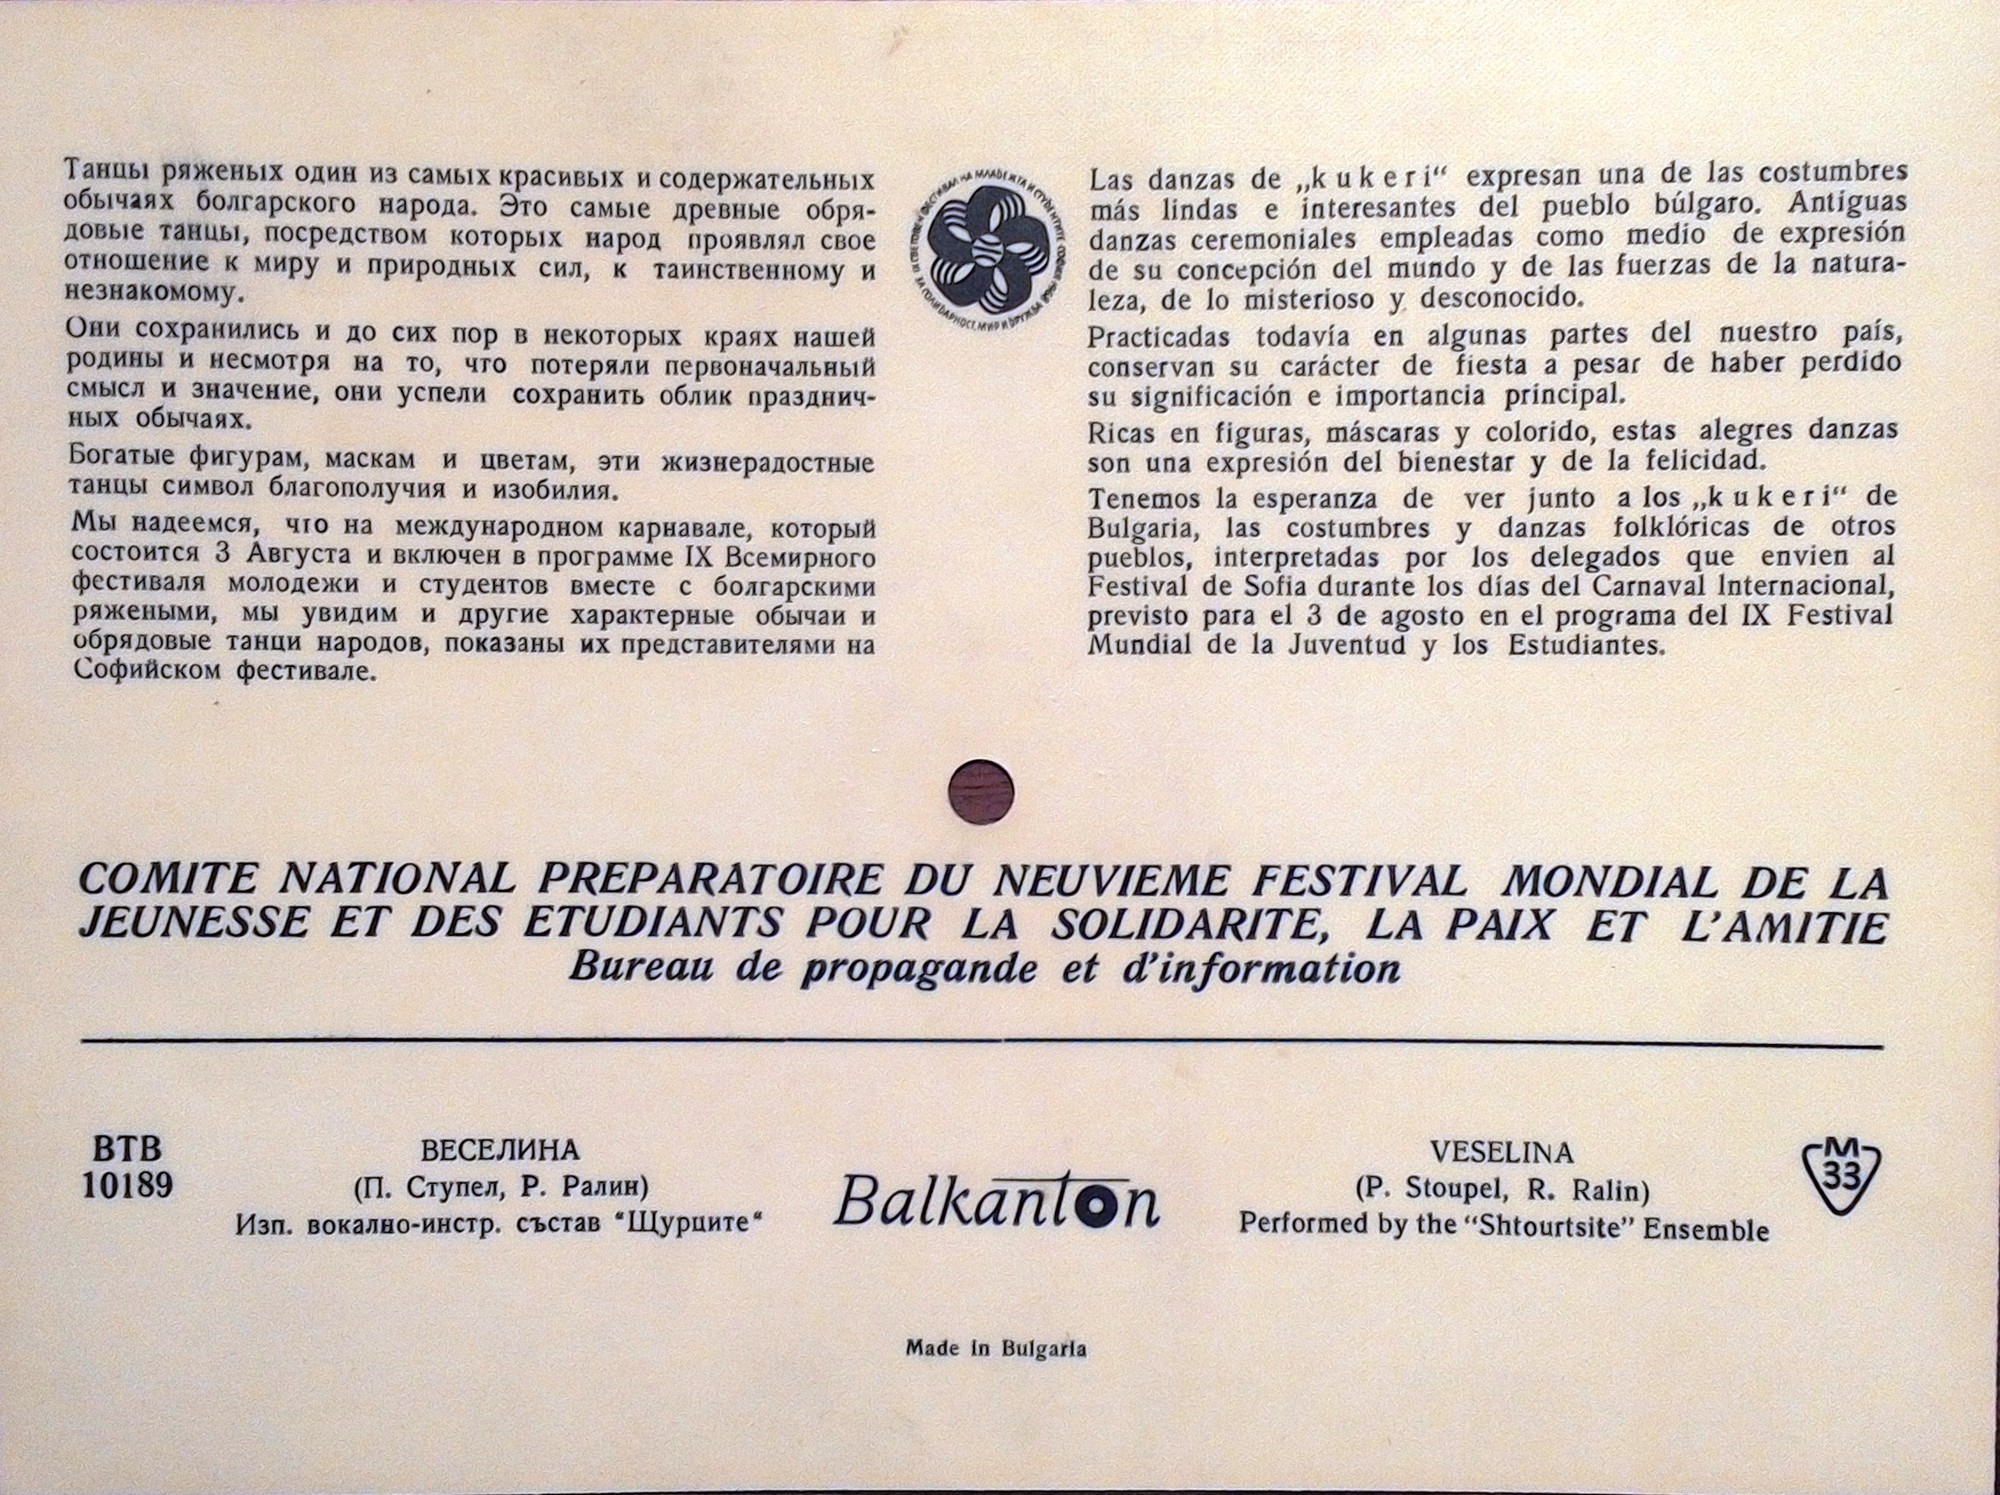 Танцы ряженых один из самых красивых и содержательных
обычаях болгарского народа. Это самые древные обря-
довые танцы, посредством которых народ проявлял свое
отношение к миру и природных сил, к таинственному и
незнакомому.
Они сохранились и до сих пор в некоторых краях нашей
родины и несмотря на то, что потеряли первоначальный
смысл и значение, они успели сохранить облик празднич-
ных обычаях.
Богатые фигурам, маскам и цветам, эти жизнерадостные
танцы символ благополучия и изобилия.
Мы надеемся, что на международном карнавале, который
состоится 3 Августа и включен в программе IX Всемирного
фестиваля молодежи и студентов вместе с болгарскими
ряжеными, мы увидим и другие характерные обычаи и
обрядовые танци народов, показаны их представителями на
Софийском фестивале.
Las danzas de „kukeri“ expresan una de las costumbres
más lindas e interesantes del pueblo búlgaro. Antiguas
danzas ceremoniales empleadas como medio de expresión
de su concepción del mundo y de las fuerzas de la natura-
leza, de lo misterioso y desconocido.
Practicadas todavía en algunas partes del nuestro país,
conservan su carácter de fiesta a pesar de haber perdido
su significación e importancia principal.
Ricas en figuras, máscaras y colorido, estas alegres danzas
son una expresión del bienestar y de la felicidad.
Tenemos la esperanza de ver junto a los „kukeri“ de
Bulgaria, las costumbres y danzas folklóricas de otros
pueblos, interpretadas por los delegados que envien al
Festival de Sofia durante los días del Carnaval Internacional,
previsto para el 3 de agosto en el programa del IX Festival
Mundial de la Juventud y los Estudiantes.
COMITE NATIONAL PREPARATOIRE DU NEUVIEME FESTIVAL MONDIAL DE LA
JEUNESSE ET DES ETUDIANTS POUR LA SOLIDARITE, LA PAIX ET L'AMITIE
Bureau de propagande et d'information
ВТВ
10189
ВЕСЕЛИНА
(П. Ступел, Р. Ралин)
Изп. вокално-инстр. състав "Щурците"
Balkanton
VESELINA
(P. Stoupel, R. Ralin)
Performed by the "Shtourtsite" Ensemble
M
33
Made in Bulgaria